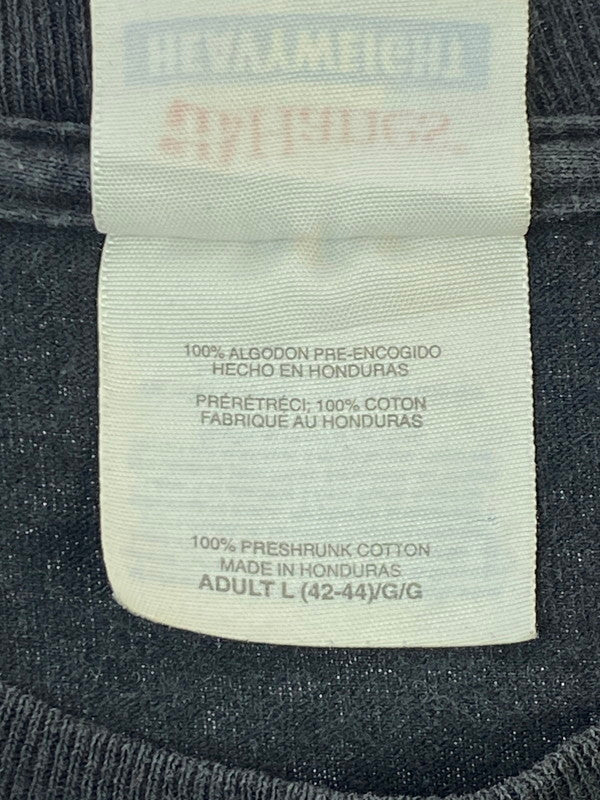 HEAVYWEIGHT
100% ALGODON PRE-ENCOGIDO
HECHO EN HONDURAS
PRÉRÉTRÉCI; 100% COTON
FABRIQUÉ AU HONDURAS
100% PRESHRUNK COTTON
MADE IN HONDURAS
ADULT L (42-44)/G/G